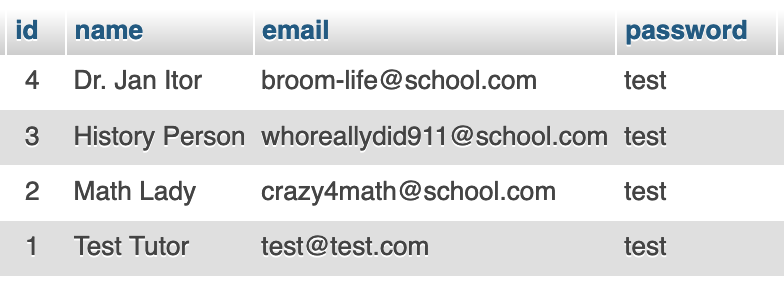 id name email password
4 Dr. Jan Itor broom-life@school.com test
3 History Person whoreallydid911@school.com test
2 Math Lady crazy4math@school.com test
1 Test Tutor test@test.com test